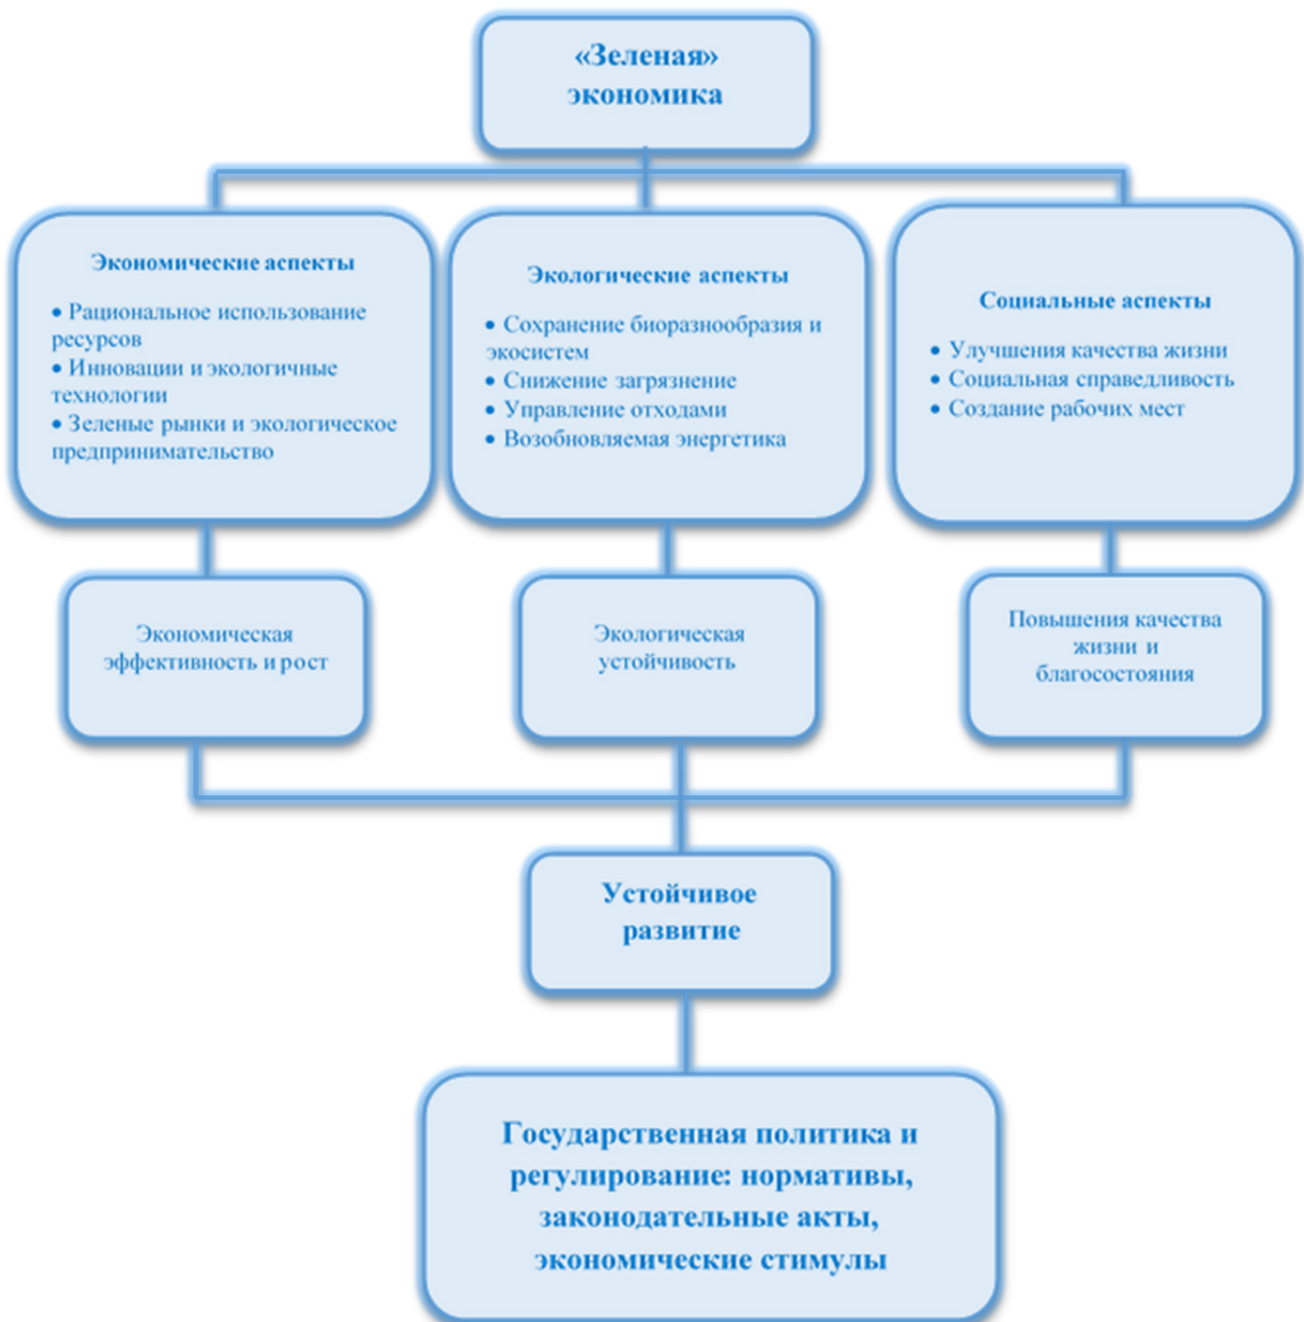 «Зеленая»
экономика
Экономические аспекты
• Рациональное использование
ресурсов
• Инновации и экологичные
технологии
• Зеленые рынки и экологическое
предпринимательство
Экологические аспекты
• Сохранение биоразнообразия и
экосистем
• Снижение загрязнение
• Управление отходами
• Возобновляемая энергетика
Социальные аспекты
• Улучшения качества жизни
• Социальная справедливость
• Создание рабочих мест
Экономическая
эффективность и рост
Экологическая
устойчивость
Повышения качества
жизни и
благосостояния
Устойчивое
развитие
Государственная политика и
регулирование: нормативы,
законодательные акты,
экономические стимулы